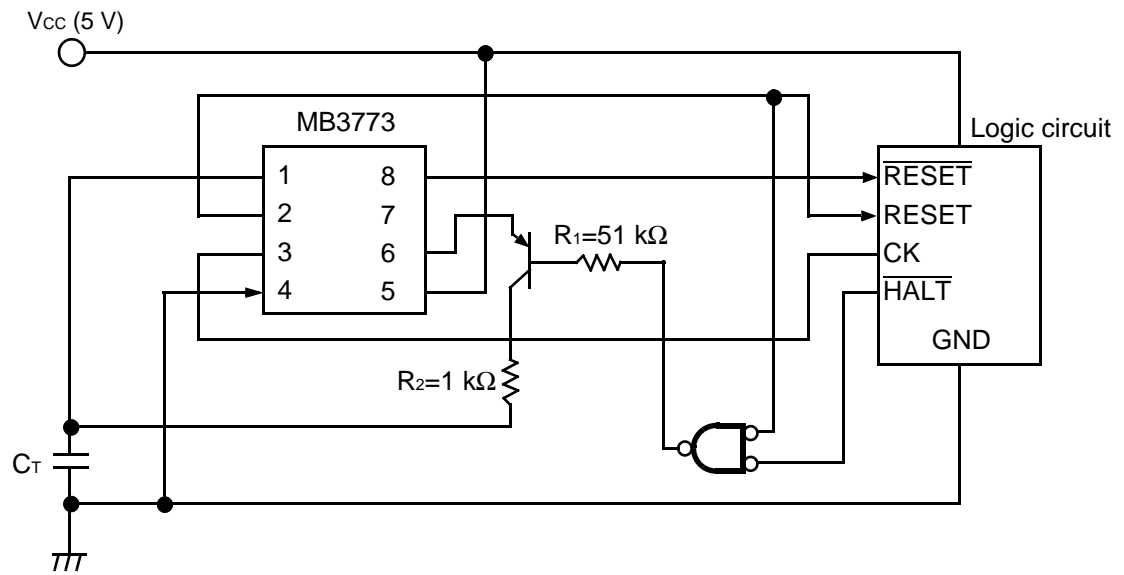 VCC (5 V)
MB3773
Logic circuit
1 8
2 7
3 6
4 5
RESET
RESET
CK
HALT
GND
R1=51 kΩ
R2=1 kΩ
CT